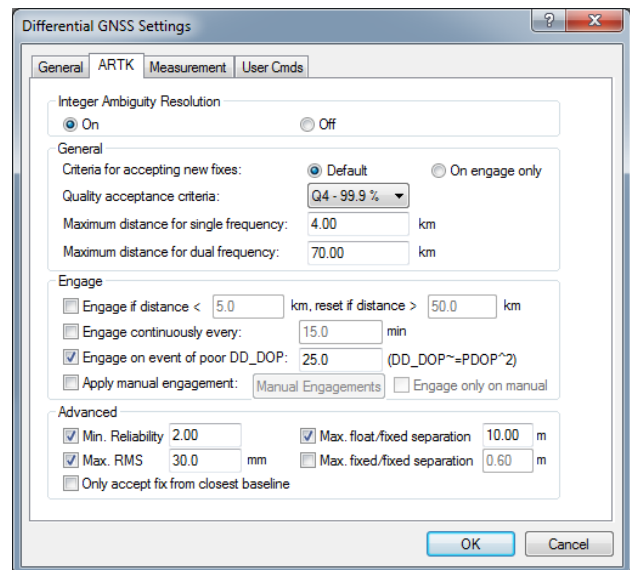 Differential GNSS Settings
General ARTK Measurement User Cmds
Integer Ambiguity Resolution
On Off
General
Criteria for accepting new fixes: Default On engage only
Quality acceptance criteria: Q4 - 99.9 %
Maximum distance for single frequency: 4.00 km
Maximum distance for dual frequency: 70.00 km
Engage
Engage if distance < 5.0 km, reset if distance > 50.0 km
Engage continuously every: 15.0 min
Engage on event of poor DD_DOP: 25.0 (DD_DOP~=PDOP^2)
Apply manual engagement: Manual Engagements Engage only on manual
Advanced
Min. Reliability 2.00 Max. float/fixed separation 10.00 m
Max. RMS 30.0 mm Max. fixed/fixed separation 0.60 m
Only accept fix from closest baseline
OK Cancel